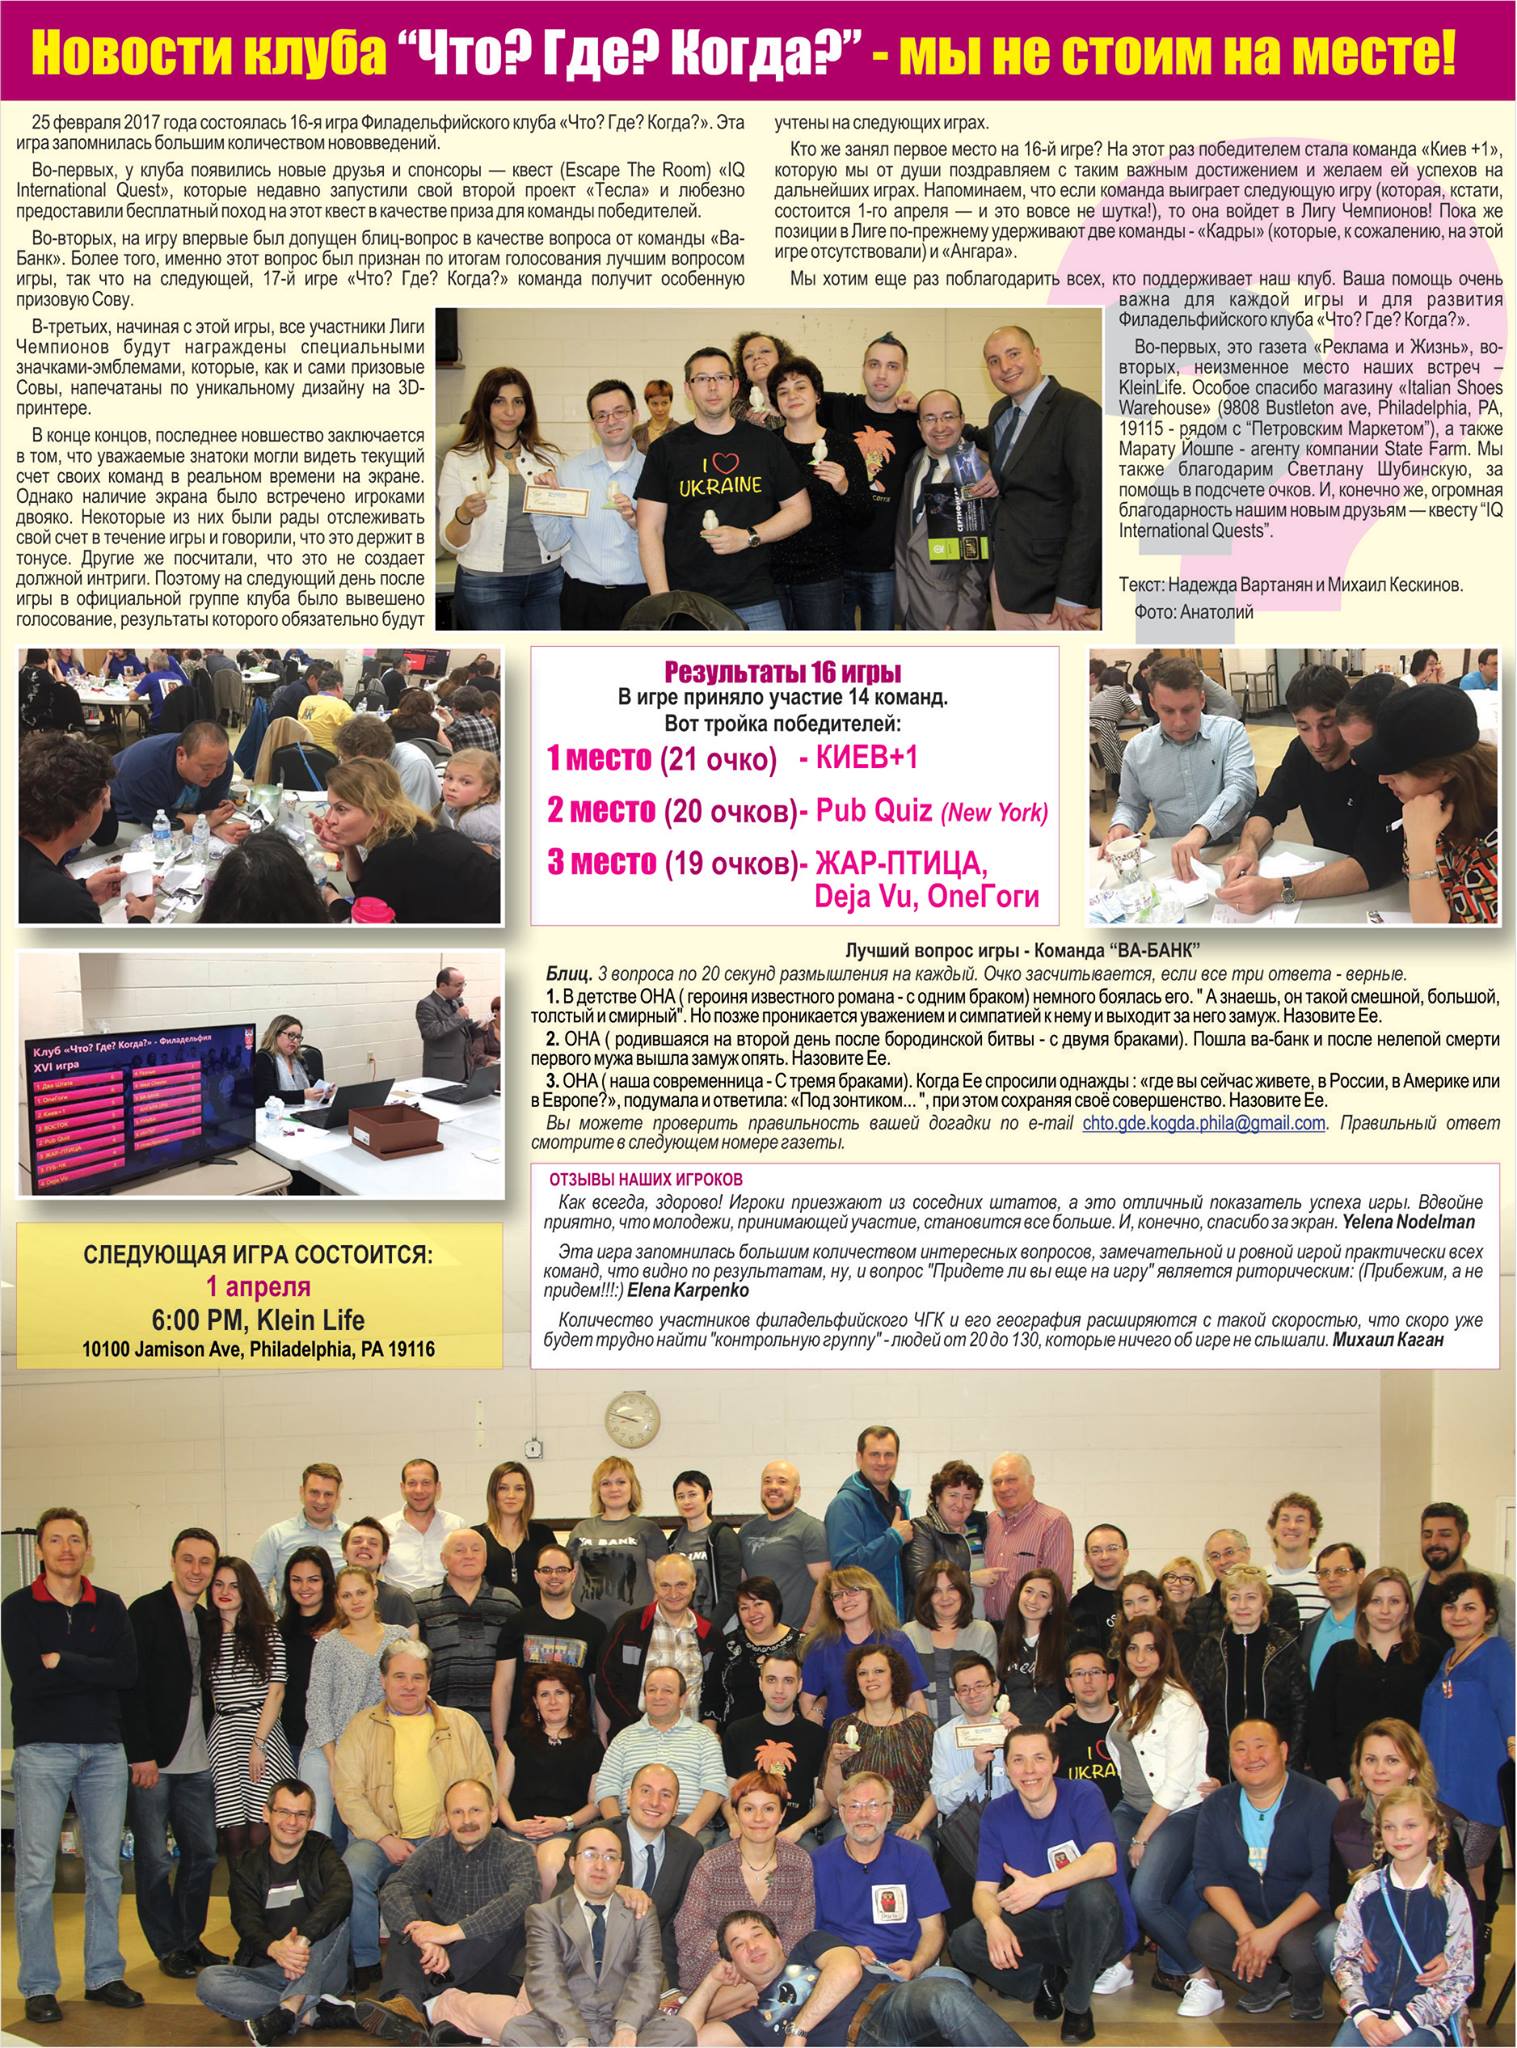 Новости клуба “Что? Где? Когда?” - мы не стоим на месте!
25 февраля 2017 года состоялась 16-я игра Филадельфийского клуба «Что? Где? Когда?». Эта
игра запомнилась большим количеством нововведений.
Во-первых, у клуба появились новые друзья и спонсоры — квест (Escape The Room) «IQ
International Quest», которые недавно запустили свой второй проект «Тесла» и любезно
предоставили бесплатный поход на этот квест в качестве приза для команды победителей.
Во-вторых, на игру впервые был допущен блиц-вопрос в качестве вопроса от команды «Ва-
Банк». Более того, именно этот вопрос был признан по итогам голосования лучшим вопросом
игры, так что на следующей, 17-й игре «Что? Где? Когда?» команда получит особенную
призовую Сову.
В-третьих, начиная с этой игры, все участники Лиги
Чемпионов будут награждены специальными
значками-эмблемами, которые, как и сами призовые
Совы, напечатаны по уникальному дизайну на 3D-
принтере.
В конце концов, последнее новшество заключается
в том, что уважаемые знатоки могли видеть текущий
счет своих команд в реальном времени на экране.
Однако наличие экрана было встречено игроками
двояко. Некоторые из них были рады отслеживать
свой счет в течение игры и говорили, что это держит в
тонусе. Другие же посчитали, что это не создает
должной интриги. Поэтому на следующий день после
игры в официальной группе клуба было вывешено
голосование, результаты которого обязательно будут
учтены на следующих играх.
Кто же занял первое место на 16-й игре? На этот раз победителем стала команда «Киев +1»,
которую мы от души поздравляем с таким важным достижением и желаем ей успехов на
дальнейших играх. Напоминаем, что если команда выиграет следующую игру (которая, кстати,
состоится 1-го апреля — и это вовсе не шутка!), то она войдет в Лигу Чемпионов! Пока же
позиции в Лиге по-прежнему удерживают две команды - «Кадры» (которые, к сожалению, на этой
игре отсутствовали) и «Ангара».
Мы хотим еще раз поблагодарить всех, кто поддерживает наш клуб. Ваша помощь очень
важна для каждой игры и для развития
Филадельфийского клуба «Что? Где? Когда?».
Во-первых, это газета «Реклама и Жизнь», во-
вторых, неизменное место наших встреч –
KleinLife. Особое спасибо магазину «Italian Shoes
Warehouse» (9808 Bustleton ave, Philadelphia, PA,
19115 - рядом с “Петровским Маркетом”), а также
Марату Йошпе - агенту компании State Farm. Мы
также благодарим Светлану Шубинскую, за
помощь в подсчете очков. И, конечно же, огромная
благодарность нашим новым друзьям — квесту “IQ
International Quests”.
Текст: Надежда Вартанян и Михаил Кескинов.
Фото: Анатолий
I
UKRAINE
СЕРТИФИКАТ
Результаты 16 игры
В игре приняло участие 14 команд.
Вот тройка победителей:
1 место (21 очко) - КИЕВ+1
2 место (20 очков)- Pub Quiz (New York)
3 место (19 очков)- ЖАР-ПТИЦА,
Deja Vu, OneГоги
Клуб «Что? Где? Когда?» - Филадельфия
XVI игра
Два Штата
OneГоги
Киев+1
ВОСТОК
Pub Quiz
ЖАР-ПТИЦА
Deja Vu
Лучший вопрос игры - Команда “ВА-БАНК”
Блиц. 3 вопроса по 20 секунд размышления на каждый. Очко засчитывается, если все три ответа - верные.
1. В детстве ОНА ( героиня известного романа - с одним браком) немного боялась его. " А знаешь, он такой смешной, большой,
толстый и смирный". Но позже проникается уважением и симпатией к нему и выходит за него замуж. Назовите Ее.
2. ОНА ( родившаяся на второй день после бородинской битвы - с двумя браками). Пошла ва-банк и после нелепой смерти
первого мужа вышла замуж опять. Назовите Ее.
3. ОНА ( наша современница - С тремя браками). Когда Ее спросили однажды : «где вы сейчас живете, в России, в Америке или
в Европе?», подумала и ответила: «Под зонтиком... ", при этом сохраняя своё совершенство. Назовите Ее.
Вы можете проверить правильность вашей догадки по e-mail chto.gde.kogda.phila@gmail.com. Правильный ответ
смотрите в следующем номере газеты.
ОТЗЫВЫ НАШИХ ИГРОКОВ
Как всегда, здорово! Игроки приезжают из соседних штатов, а это отличный показатель успеха игры. Вдвойне
приятно, что молодежи, принимающей участие, становится все больше. И, конечно, спасибо за экран. Yelena Nodelman
Эта игра запомнилась большим количеством интересных вопросов, замечательной и ровной игрой практически всех
команд, что видно по результатам, ну, и вопрос "Придете ли вы еще на игру" является риторическим: (Прибежим, а не
придем!!!:) Elena Karpenko
Количество участников филадельфийского ЧГК и его география расширяются с такой скоростью, что скоро уже
будет трудно найти "контрольную группу" - людей от 20 до 130, которые ничего об игре не слышали. Михаил Каган
СЛЕДУЮЩАЯ ИГРА СОСТОИТСЯ:
1 апреля
6:00 PM, Klein Life
10100 Jamison Ave, Philadelphia, PA 19116
VA BANK
I
UKRA